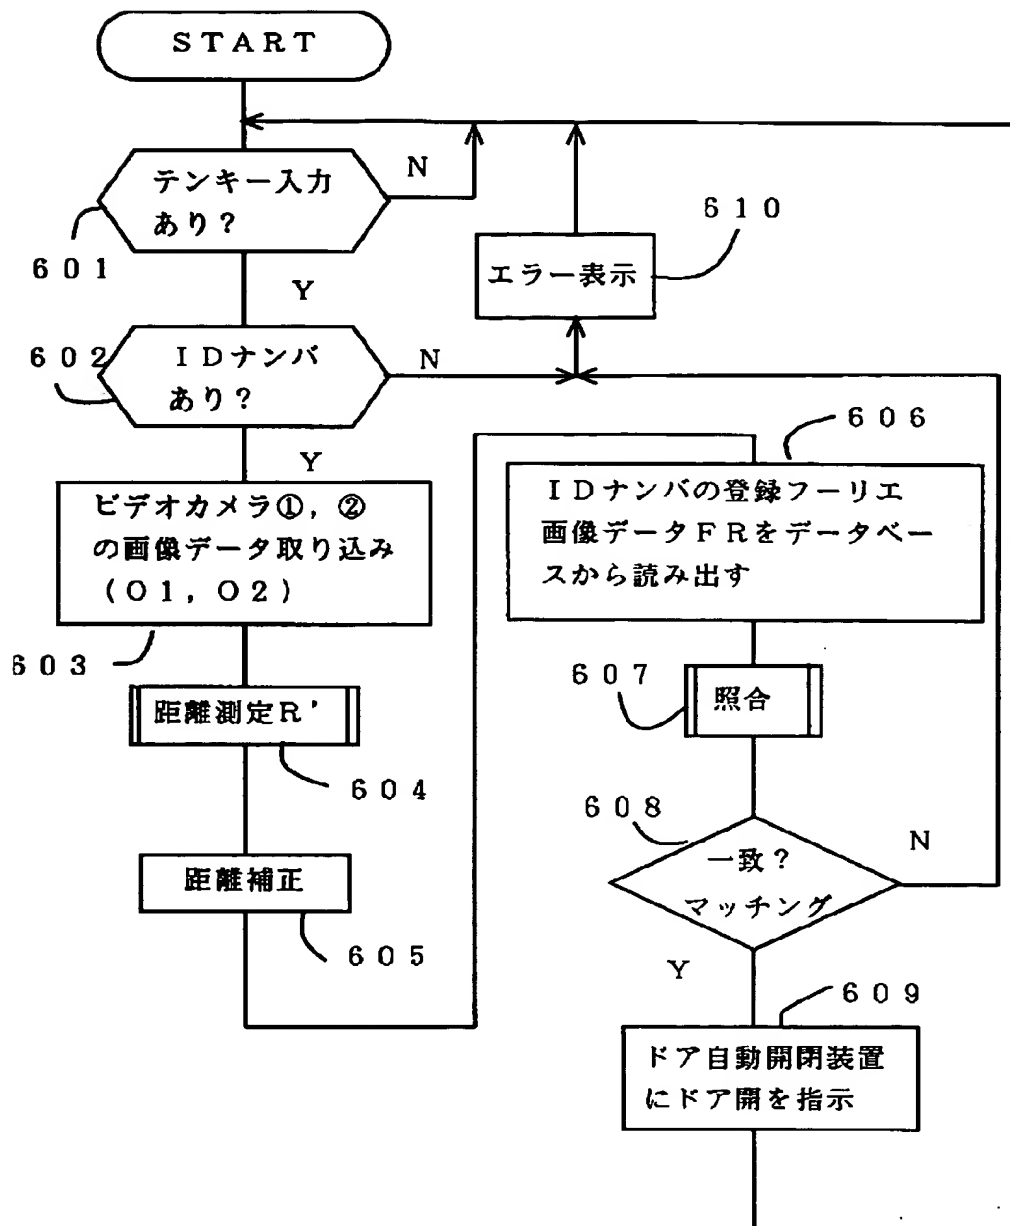 START
テンキー入力
あり？
N
601
Y
610
エラー表示
602
IDナンバ
あり？
N
Y
ビデオカメラ①，②
の画像データ取り込み
（O1，O2）
603
距離測定R'
604
距離補正
605
606
IDナンバの登録フーリエ
画像データFRをデータベー
スから読み出す
607
照合
608
一致？
マッチング
N
Y
609
ドア自動開閉装置
にドア開を指示